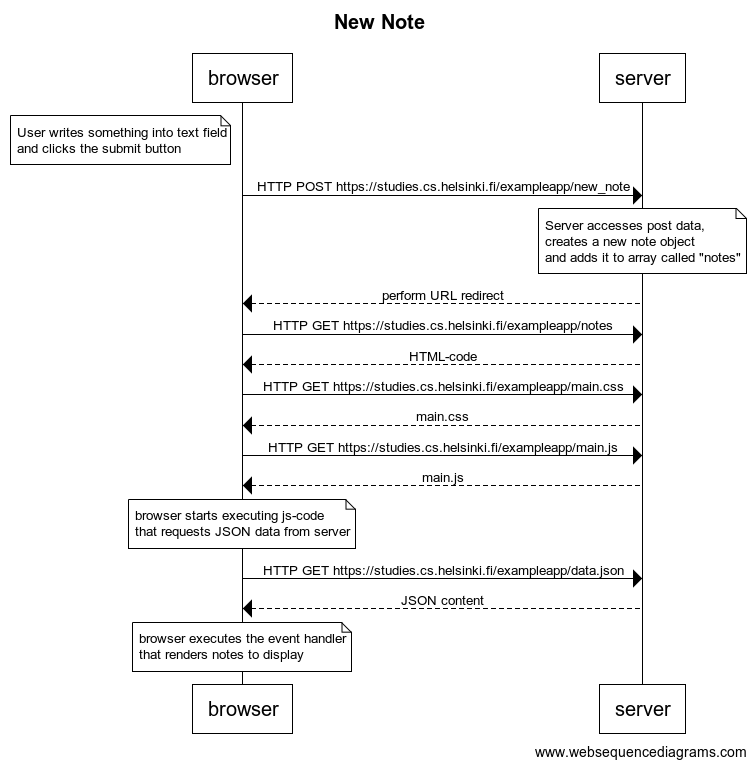 New Note
browser
server
User writes something into text field
and clicks the submit button
HTTP POST https://studies.cs.helsinki.fi/exampleapp/new_note
Server accesses post data,
creates a new note object
and adds it to array called "notes"
perform URL redirect
HTTP GET https://studies.cs.helsinki.fi/exampleapp/notes
HTML-code
HTTP GET https://studies.cs.helsinki.fi/exampleapp/main.css
main.css
HTTP GET https://studies.cs.helsinki.fi/exampleapp/main.js
main.js
browser starts executing js-code
that requests JSON data from server
HTTP GET https://studies.cs.helsinki.fi/exampleapp/data.json
JSON content
browser executes the event handler
that renders notes to display
browser
server
www.websequencediagrams.com